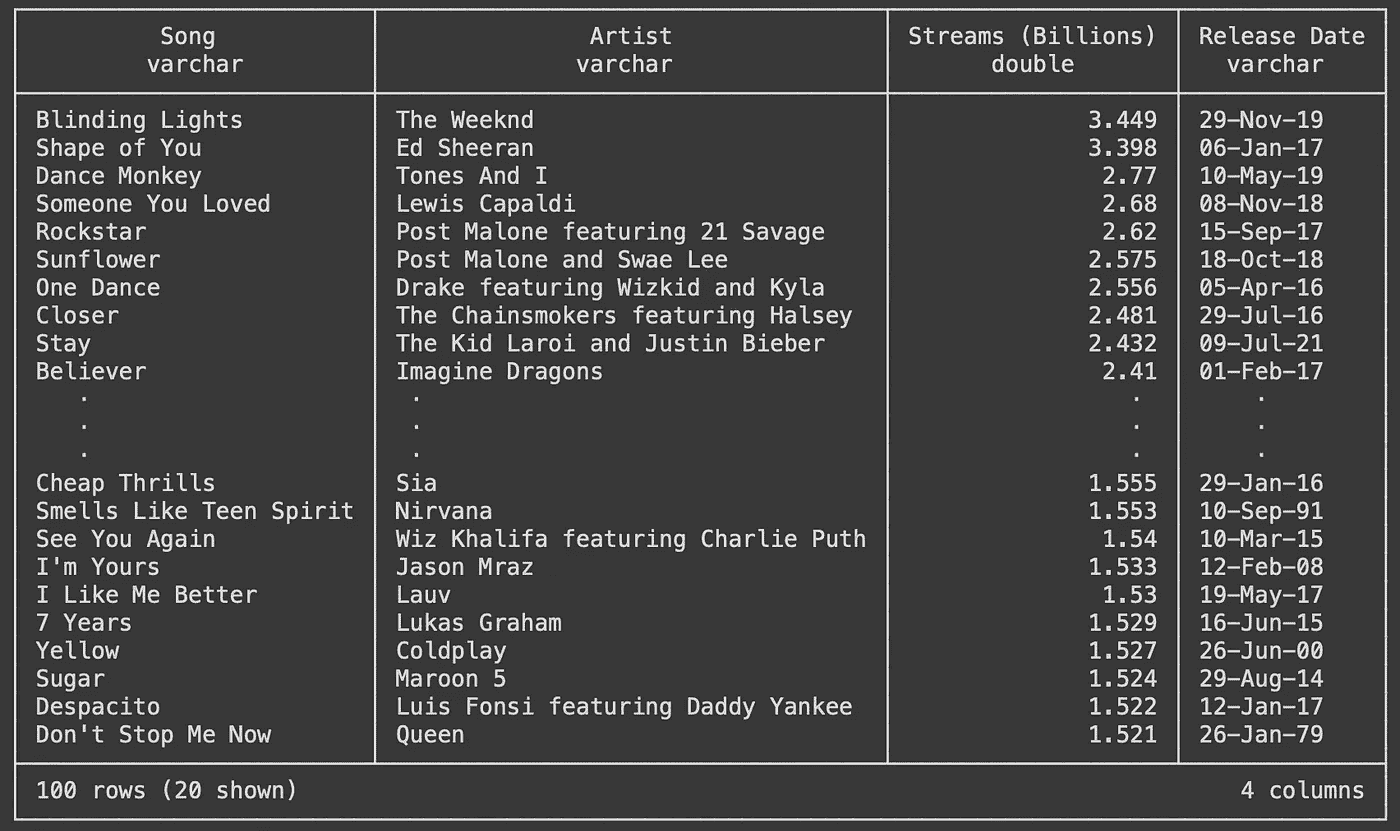 Song Artist Streams (Billions) Release Date
varchar varchar double varchar
Blinding Lights The Weeknd 3.449 29-Nov-19
Shape of You Ed Sheeran 3.398 06-Jan-17
Dance Monkey Tones And I 2.77 10-May-19
Someone You Loved Lewis Capaldi 2.68 08-Nov-18
Rockstar Post Malone featuring 21 Savage 2.62 15-Sep-17
Sunflower Post Malone and Swae Lee 2.575 18-Oct-18
One Dance Drake featuring Wizkid and Kyla 2.556 05-Apr-16
Closer The Chainsmokers featuring Halsey 2.481 29-Jul-16
Stay The Kid Laroi and Justin Bieber 2.432 09-Jul-21
Believer Imagine Dragons 2.41 01-Feb-17
. . . .
. . . .
. . . .
Cheap Thrills Sia 1.555 29-Jan-16
Smells Like Teen Spirit Nirvana 1.553 10-Sep-91
See You Again Wiz Khalifa featuring Charlie Puth 1.54 10-Mar-15
I'm Yours Jason Mraz 1.533 12-Feb-08
I Like Me Better Lauv 1.53 19-May-17
7 Years Lukas Graham 1.529 16-Jun-15
Yellow Coldplay 1.527 26-Jun-00
Sugar Maroon 5 1.524 29-Aug-14
Despacito Luis Fonsi featuring Daddy Yankee 1.522 12-Jan-17
Don't Stop Me Now Queen 1.521 26-Jan-79
100 rows (20 shown) 4 columns